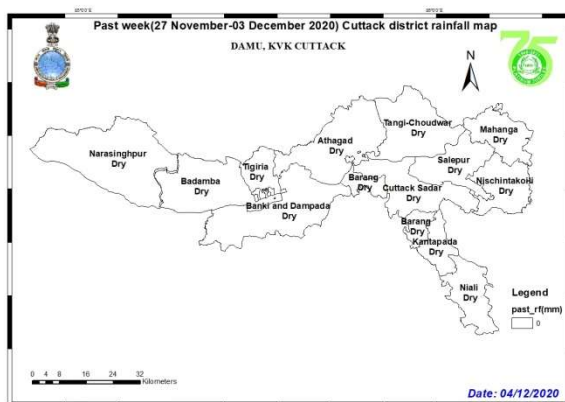 Past week(27 November-03 December 2020) Cuttack district rainfall map
DAMU, KVK CUTTACK
75
N
Tangi-Choudwar
Dry
Mahanga
Dry
Athagad
Dry
Narasinghpur
Dry
Salepur
Dry
Tigiria
Dry
Badamba
Dry
Barang
Dry
Nischintakoili
Dry
Cuttack Sadar
Dry
Banki and Dampada
Dry
Barang
Dry
Kantapada
Dry
Niali
Dry
Legend
past_rf(mm)
0
0 4 8 16 24 32
Kilometers
Date: 04/12/2020